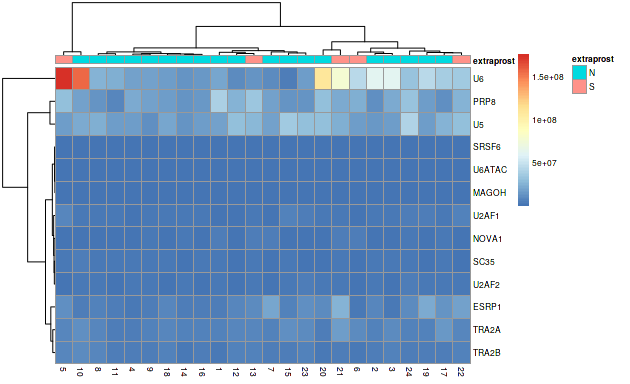 extraprost
extraprost
N
S
U6
PRP8
U5
SRSF6
U6ATAC
MAGOH
U2AF1
NOVA1
SC35
U2AF2
ESRP1
TRA2A
TRA2B
1.5e+08
1e+08
5e+07
5 10 8 11 4 9 18 14 16 1 12 13 7 15 23 20 21 6 2 3 24 19 17 22